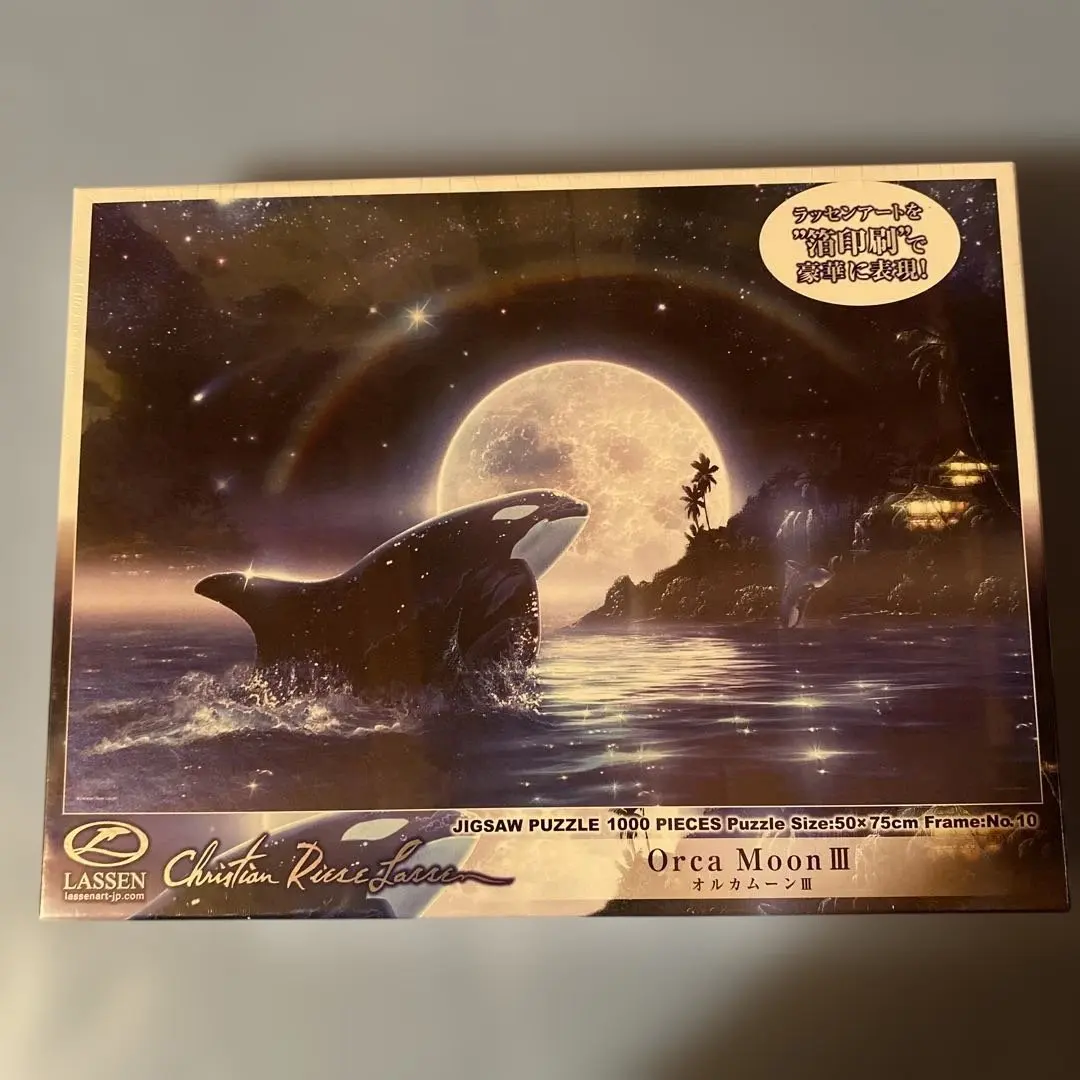 ラッセンアートを
”箔印刷”で
豪華に表現!
JIGSAW PUZZLE 1000 PIECES Puzzle Size:50×75cm Frame:No.10
LASSEN
lassenart-jp.com
Christian Riese Lassen
Orca Moon Ⅲ
オルカムーンⅢ